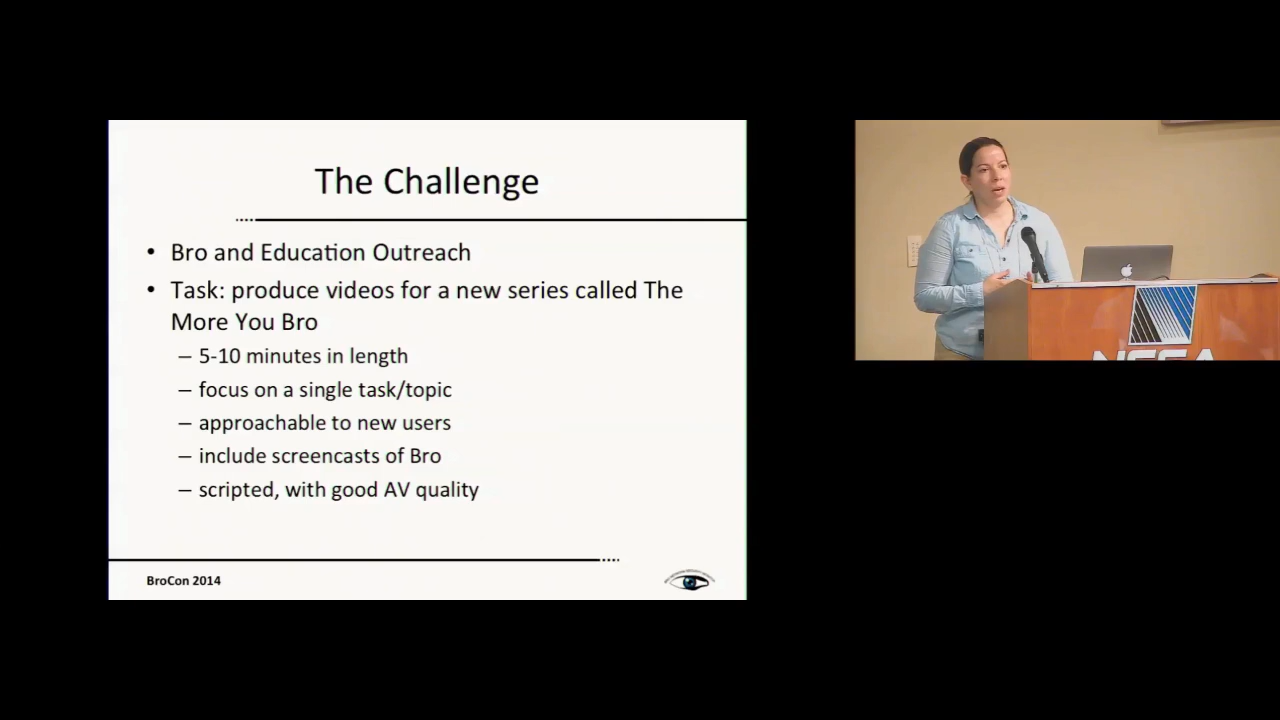 The Challenge
• Bro and Education Outreach
• Task: produce videos for a new series called The
More You Bro
– 5-10 minutes in length
– focus on a single task/topic
– approachable to new users
– include screencasts of Bro
– scripted, with good AV quality
BroCon 2014
NCSA